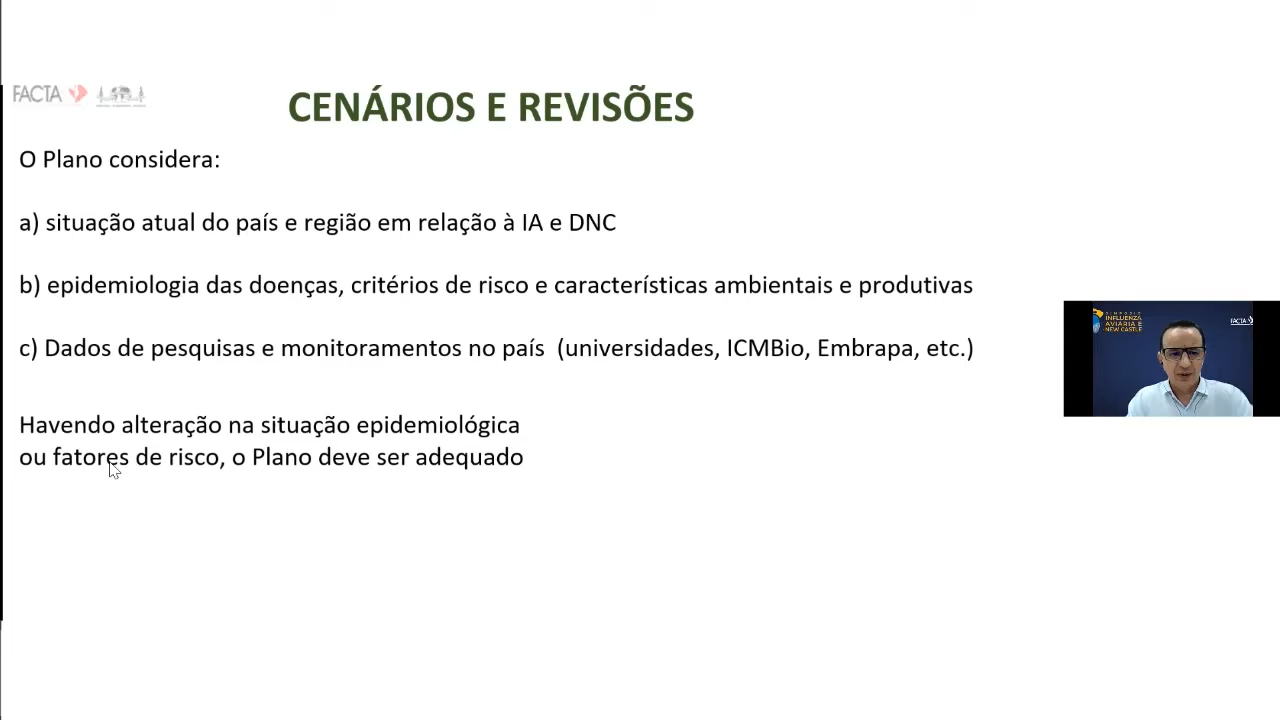 FACTA
CENÁRIOS E REVISÕES
O Plano considera:
a) situação atual do país e região em relação à IA e DNC
b) epidemiologia das doenças, critérios de risco e características ambientais e produtivas
c) Dados de pesquisas e monitoramentos no país (universidades, ICMBio, Embrapa, etc.)
Havendo alteração na situação epidemiológica
ou fatores de risco, o Plano deve ser adequado
SIMPÓSIO
INFLUENZA
AVIÁRIA E
NEW CASTLE
FACTA